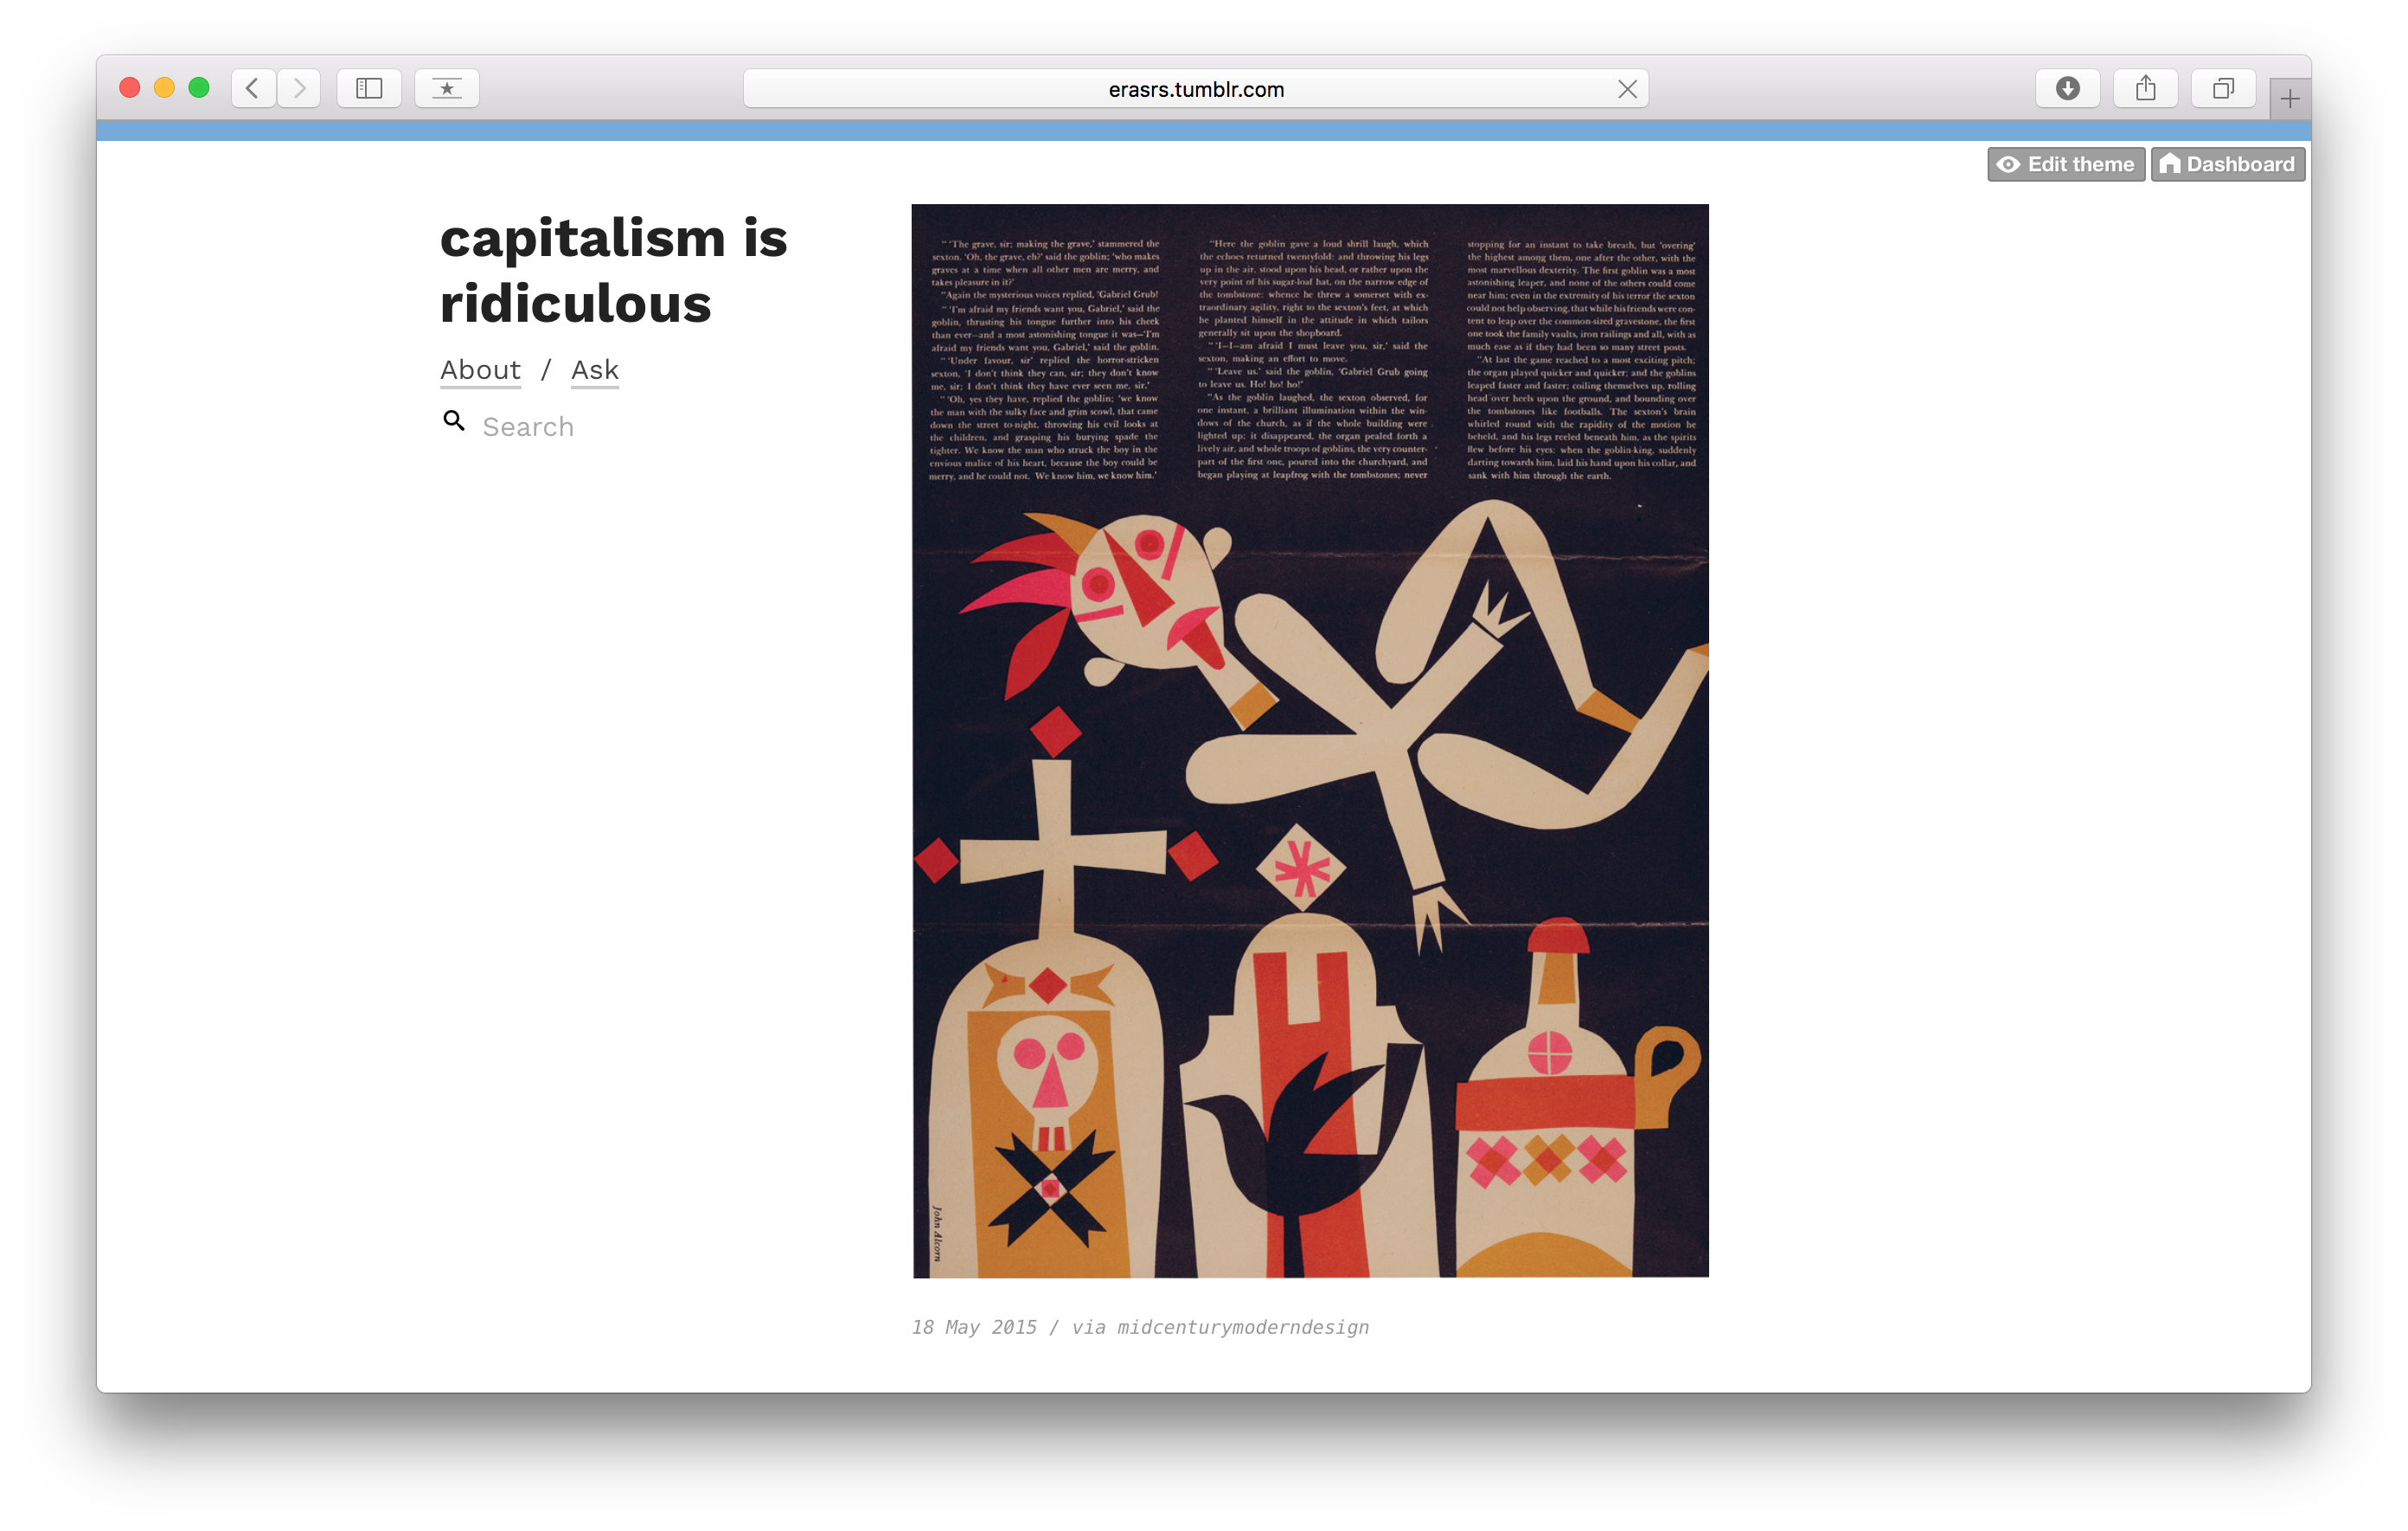 erasrs.tumblr.com
Edit theme
Dashboard
capitalism is
ridiculous
About / Ask
Search
“ ‘The grave, sir; making the grave,’ stammered the
sexton. ‘Oh, the grave, eh?’ said the goblin; ‘who makes
graves at a time when all other men are merry, and
takes pleasure in it?’
“Again the mysterious voices replied, ‘Gabriel Grub!
“ ‘I’m afraid my friends want you, Gabriel,’ said the
goblin, thrusting his tongue further into his cheek
than ever—and a most astonishing tongue it was—‘I’m
afraid my friends want you, Gabriel,’ said the goblin.
“ ‘Under favour, sir’ replied the horror-stricken
sexton, ‘I don’t think they can, sir; they don’t know
me, sir; I don’t think they have ever seen me, sir.’
“ ‘Oh, yes they have, replied the goblin; ‘we know
the man with the sulky face and grim scowl, that came
down the street to-night, throwing his evil looks at
the children, and grasping his burying spade the
tighter. We know the man who struck the boy in the
envious malice of his heart, because the boy could be
merry, and he could not. We know him, we know him.’
“Here the goblin gave a loud shrill laugh, which
the echoes returned twentyfold: and throwing his legs
up in the air, stood upon his head, or rather upon the
very point of his sugar-loaf hat, on the narrow edge of
the tombstone: whence he threw a somerset with ex-
traordinary agility, right to the sexton’s feet, at which
he planted himself in the attitude in which tailors
generally sit upon the shopboard.
“ ‘I—I—am afraid I must leave you, sir,’ said the
sexton, making an effort to move.
“ ‘Leave us.’ said the goblin, ‘Gabriel Grub going
to leave us. Ho! ho! ho!’
“As the goblin laughed, the sexton observed, for
one instant, a brilliant illumination within the win-
dows of the church, as if the whole building were
lighted up; it disappeared, the organ pealed forth a
lively air, and whole troops of goblins, the very counter-
part of the first one, poured into the churchyard, and
began playing at leapfrog with the tombstones; never
stopping for an instant to take breath, but ‘overing’
the highest among them, one after the other, with the
most marvellous dexterity. The first goblin was a most
astonishing leaper, and none of the others could come
near him; even in the extremity of his terror the sexton
could not help observing, that while his friends were con-
tent to leap over the common-sized gravestone, the first
one took the family vaults, iron railings and all, with as
much ease as if they had been so many street posts.
“At last the game reached to a most exciting pitch;
the organ played quicker and quicker; and the goblins
leaped faster and faster; coiling themselves up, rolling
head over heels upon the ground, and bounding over
the tombstones like footballs. The sexton’s brain
whirled round with the rapidity of the motion he
beheld, and his legs reeled beneath him, as the spirits
flew before his eyes: when the goblin-king, suddenly
darting towards him, laid his hand upon his collar, and
sank with him through the earth.
John Alcorn
18 May 2015 / via midcenturymoderndesign